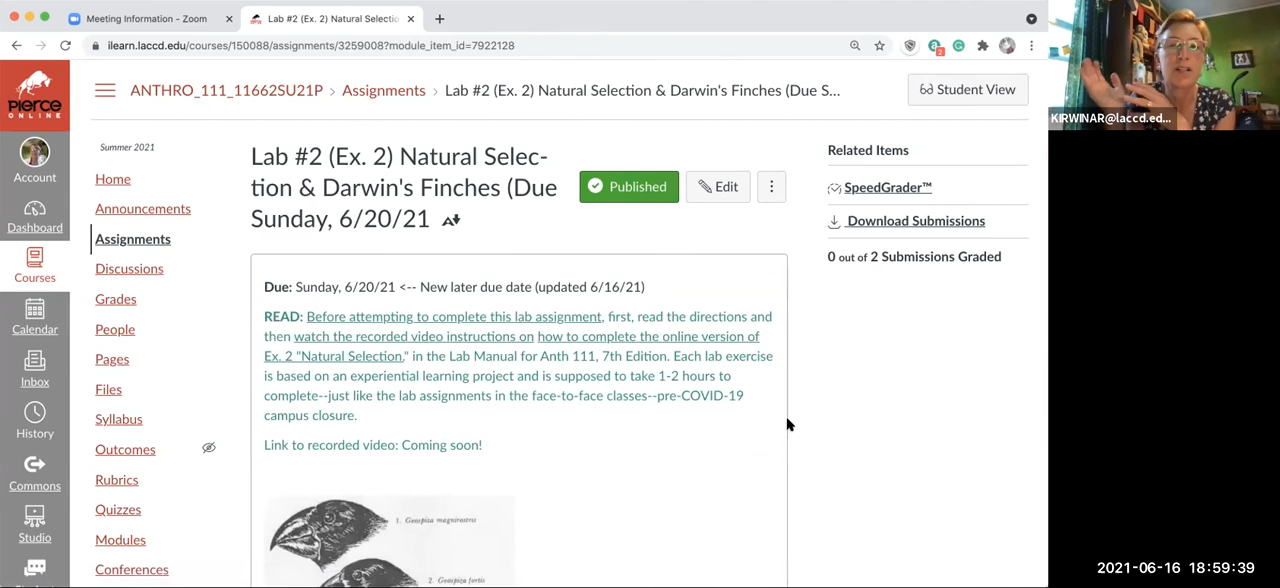 Meeting Information - Zoom
Lab #2 (Ex. 2) Natural Selectio
ilearn.laccd.edu/courses/150088/assignments/3259008?module_item_id=7922128
2
PIERCE
ONLINE
Account
Dashboard
Courses
Calendar
Inbox
History
Commons
Studio
ANTHRO_111_11662SU21P > Assignments > Lab #2 (Ex. 2) Natural Selection & Darwin's Finches (Due S...
Student View
Summer 2021
Home
Announcements
Assignments
Discussions
Grades
People
Pages
Files
Syllabus
Outcomes
Rubrics
Quizzes
Modules
Conferences
Lab #2 (Ex. 2) Natural Selec-
tion & Darwin's Finches (Due
Sunday, 6/20/21
Published
Edit
Due: Sunday, 6/20/21 <-- New later due date (updated 6/16/21)
READ: Before attempting to complete this lab assignment, first, read the directions and
then watch the recorded video instructions on how to complete the online version of
Ex. 2 "Natural Selection," in the Lab Manual for Anth 111, 7th Edition. Each lab exercise
is based on an experiential learning project and is supposed to take 1-2 hours to
complete--just like the lab assignments in the face-to-face classes--pre-COVID-19
campus closure.
Link to recorded video: Coming soon!
1. Geospiza magnirostris
2. Geospiza fortis
Related Items
SpeedGrader™
Download Submissions
0 out of 2 Submissions Graded
KIRWINAR@laccd.ed...
2021-06-16 18:59:39